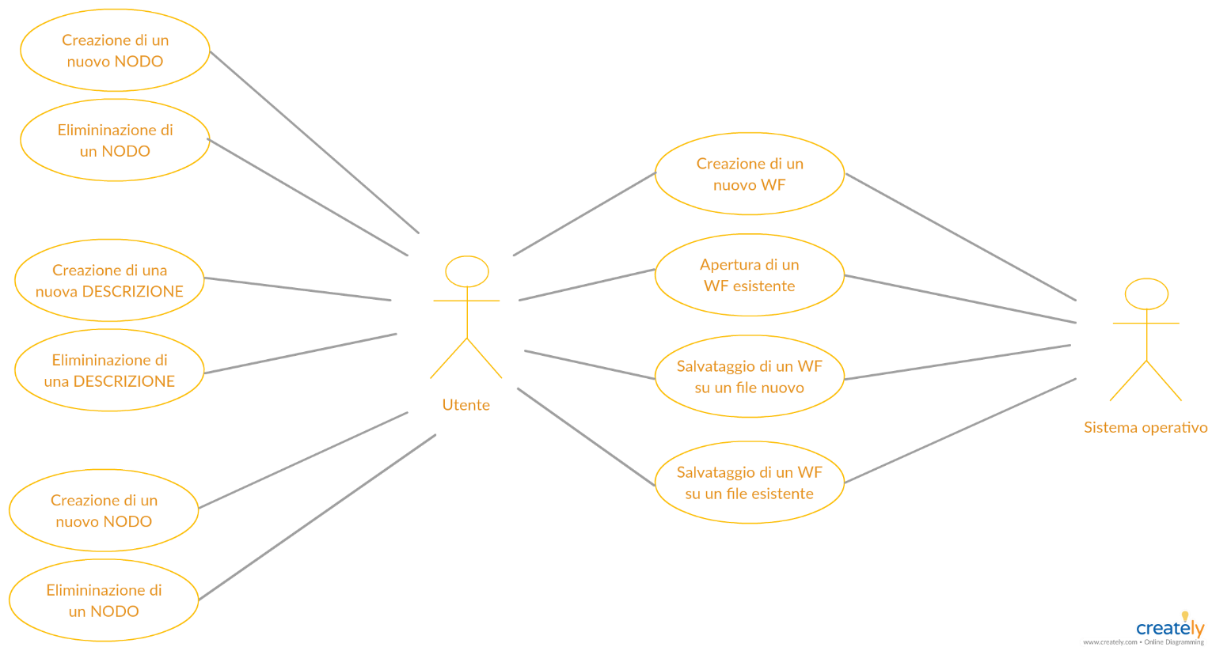 Creazione di un
nuovo NODO
Elimininazione di
un NODO
Creazione di una
nuova DESCRIZIONE
Elimininazione di
una DESCRIZIONE
Creazione di un
nuovo NODO
Elimininazione di
un NODO
Utente
Creazione di un
nuovo WF
Apertura di un
WF esistente
Salvataggio di un WF
su un file nuovo
Salvataggio di un WF
su un file esistente
Sistema operativo
creately
www.creately.com • Online Diagramming